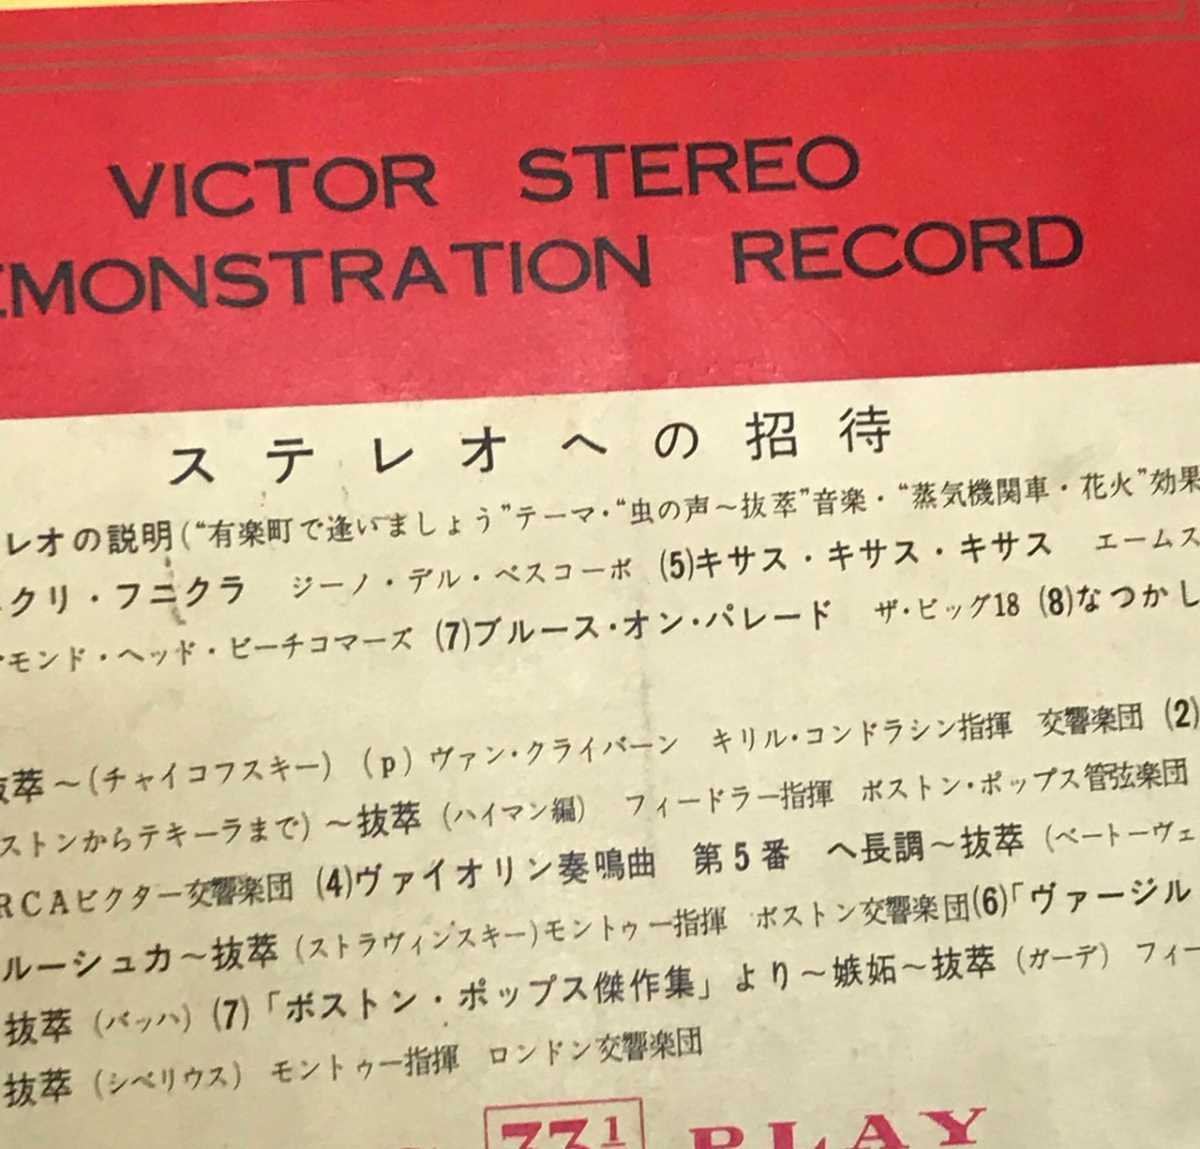 VICTOR STEREO
EMONSTRATION RECORD
ステレオへの招待
レオの説明(“有楽町で逢いましょう”テーマ・“虫の声～抜萃”音楽・“蒸気機関車・花火”効果
クリ・フニクラ ジーノ・デル・ベスコーボ (5)キサス・キサス・キサス エームス
モンド・ヘッド・ビーチコマーズ (7)ブルース・オン・パレード ザ・ビッグ18 (8)なつかし
抜萃～(チャイコフスキー) (p) ヴァン・クライバーン キリル・コンドラシン指揮 交響楽団 (2)
ストンからテキーラまで)～抜萃 (ハイマン編) フィードラー指揮 ボストン・ポップス管弦楽団
RCAビクター交響楽団 (4)ヴァイオリン奏鳴曲 第5番 ヘ長調～抜萃 (ベートーヴェ
ルーシュカ～抜萃 (ストラヴィンスキー)モントゥー指揮 ボストン交響楽団(6)「ヴァージル
抜萃 (バッハ) (7)「ボストン・ポップス傑作集」より～嫉妬～抜萃 (ガーデ) フィー
抜萃 (シベリウス) モントゥー指揮 ロンドン交響楽団
33 1 PLAY